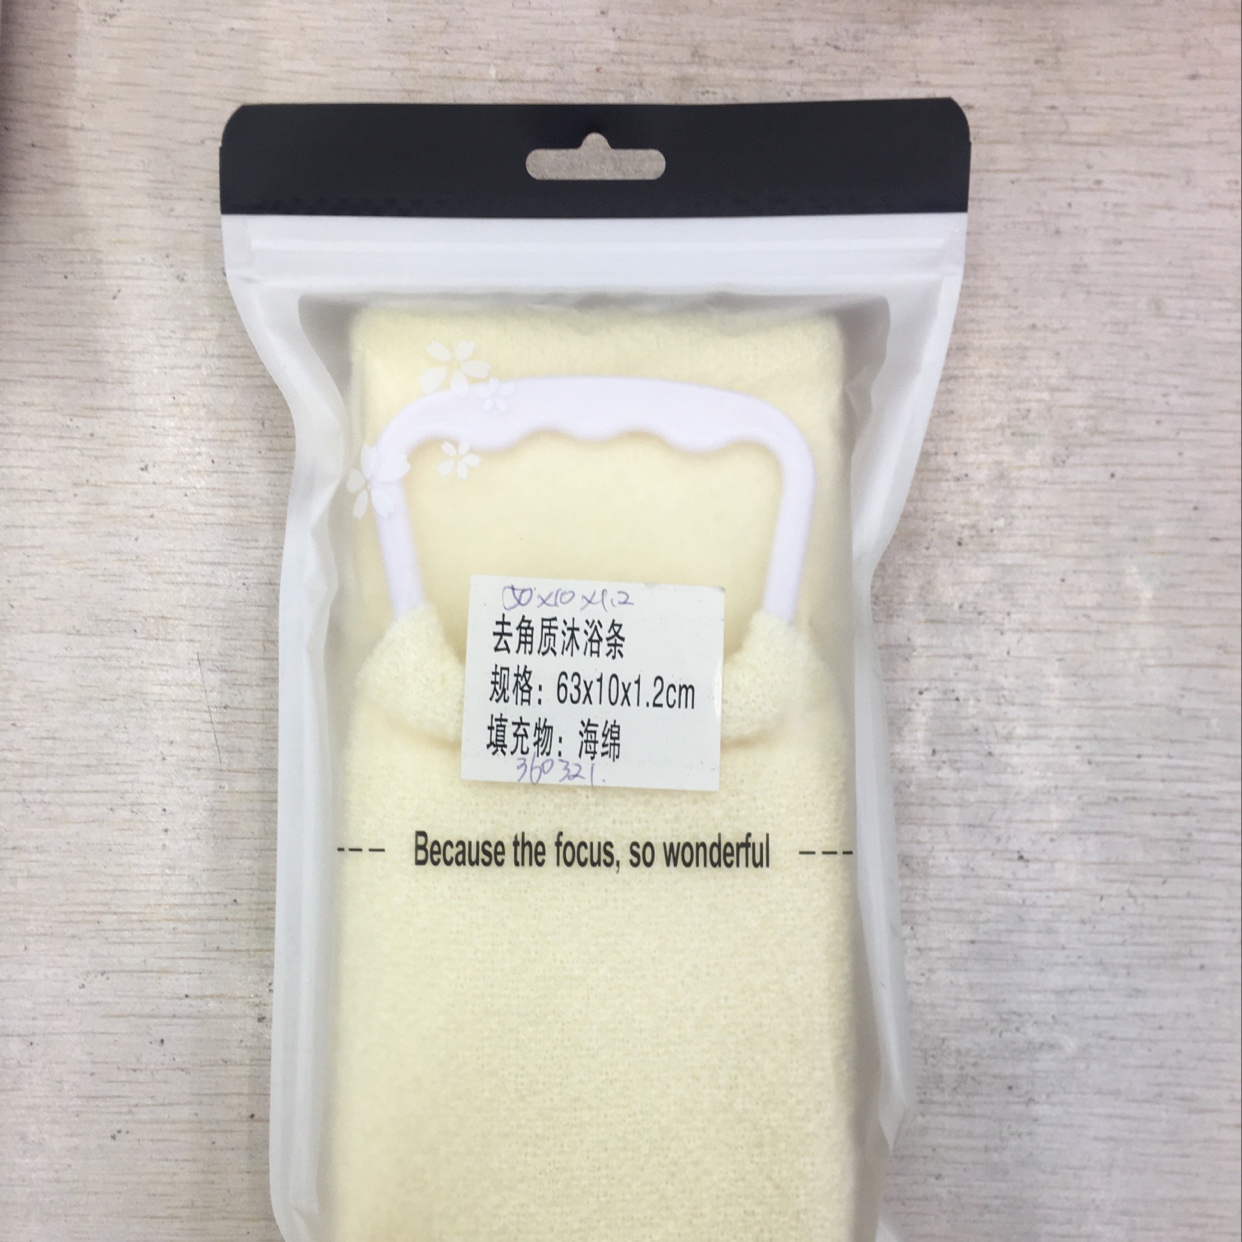 50x10x1.2
去角质沐浴条
规格：63x10x1.2cm
填充物：海绵
360321.
--- Because the focus, so wonderful ---